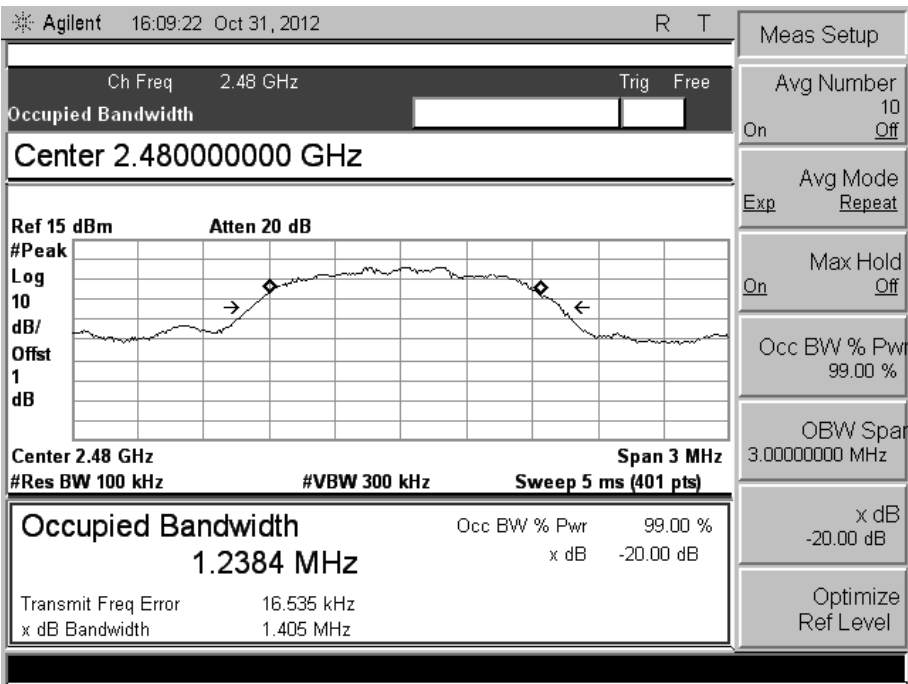 Agilent 16:09:22 Oct 31, 2012 R T
Ch Freq 2.48 GHz Trig Free
Occupied Bandwidth
Center 2.480000000 GHz
Ref 15 dBm Atten 20 dB
#Peak
Log
10
dB/
Offst
1
dB
Center 2.48 GHz Span 3 MHz
#Res BW 100 kHz #VBW 300 kHz Sweep 5 ms (401 pts)
Occupied Bandwidth Occ BW % Pwr 99.00 %
1.2384 MHz x dB -20.00 dB
Transmit Freq Error 16.535 kHz
x dB Bandwidth 1.405 MHz
Meas Setup
Avg Number
10
On Off
Avg Mode
Exp Repeat
Max Hold
On Off
Occ BW % Pwr
99.00 %
OBW Span
3.00000000 MHz
x dB
-20.00 dB
Optimize
Ref Level